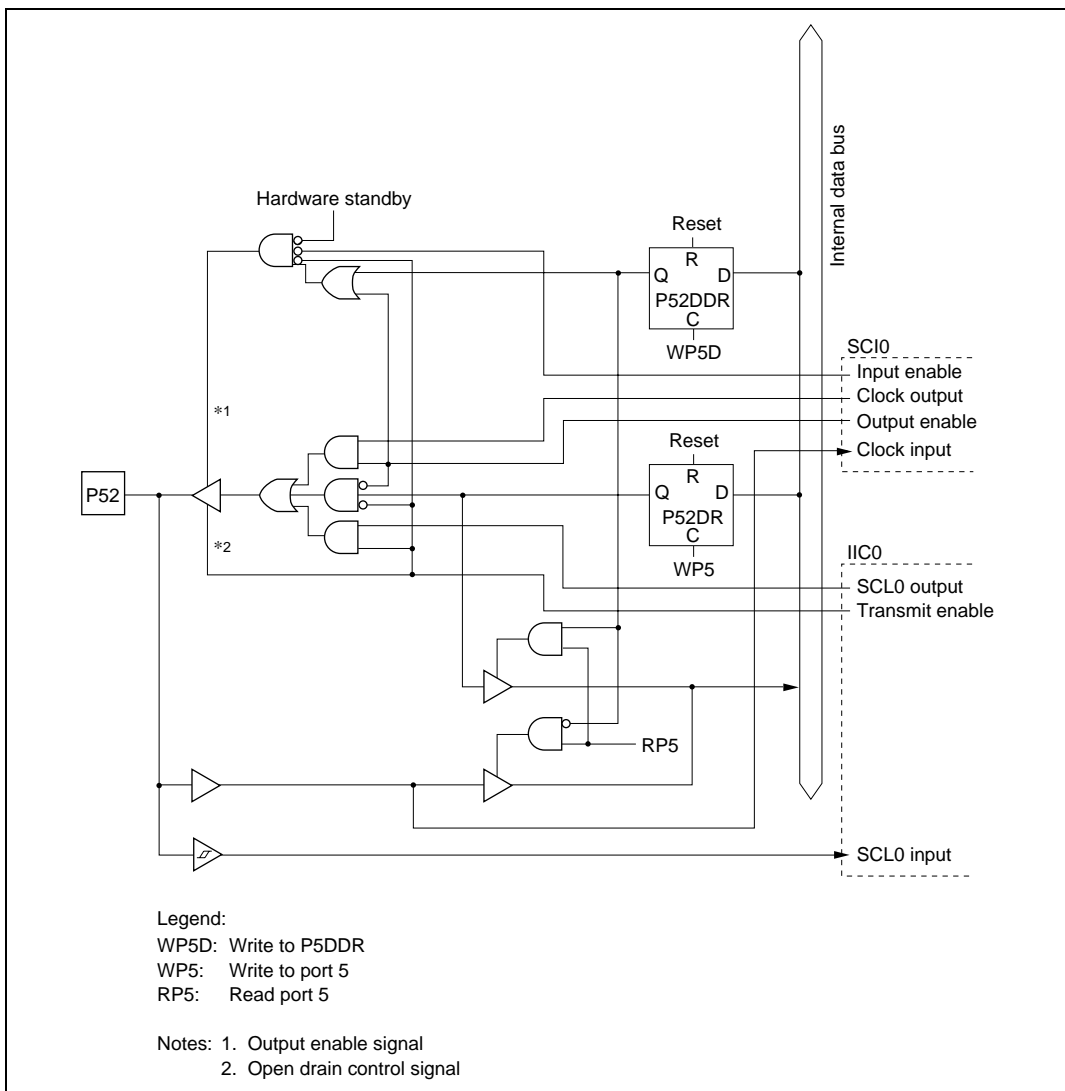 Hardware standby
Internal data bus
Reset
R
Q D
P52DDR
C
WP5D
SCI0
Input enable
Clock output
Output enable
Clock input
*1
Reset
R
Q D
P52DR
C
WP5
P52
*2
IIC0
SCL0 output
Transmit enable
RP5
SCL0 input
Legend:
WP5D: Write to P5DDR
WP5: Write to port 5
RP5: Read port 5
Notes: 1. Output enable signal
2. Open drain control signal